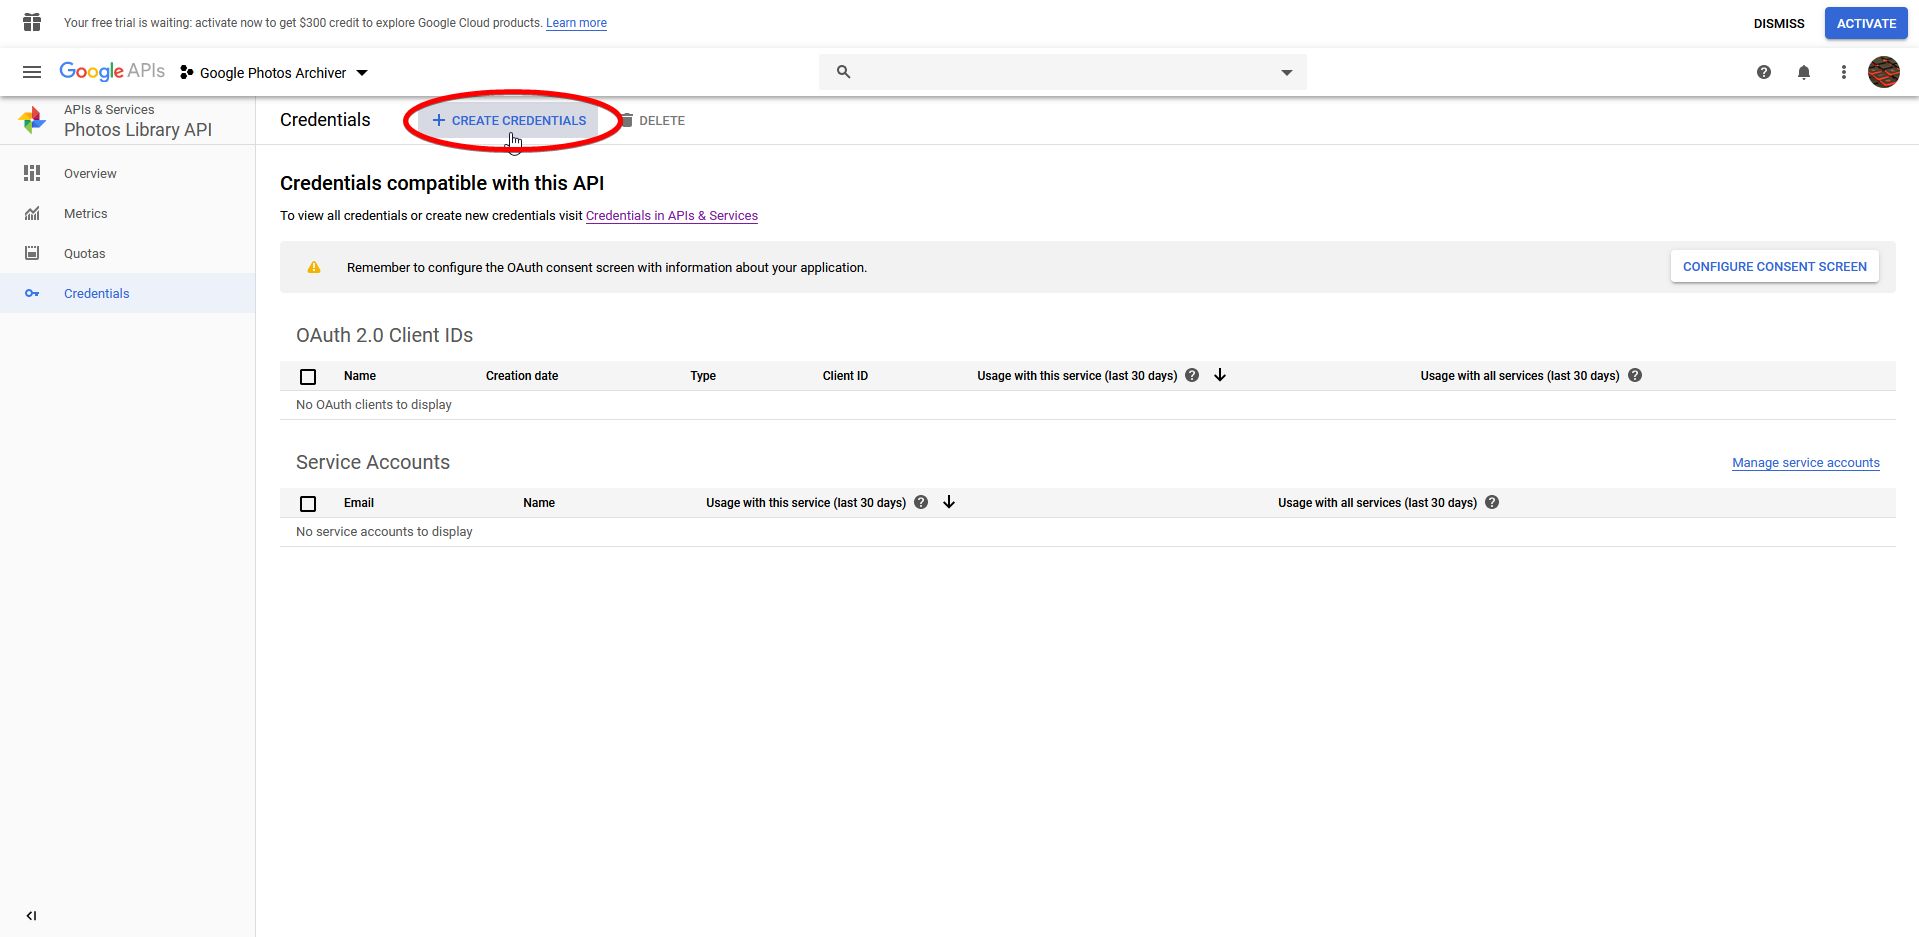 Your free trial is waiting: activate now to get $300 credit to explore Google Cloud products. Learn more
DISMISS
ACTIVATE
Google APIs
Google Photos Archiver
APIs & Services
Photos Library API
Credentials
CREATE CREDENTIALS
DELETE
Overview
Metrics
Quotas
Credentials
Credentials compatible with this API
To view all credentials or create new credentials visit Credentials in APIs & Services
Remember to configure the OAuth consent screen with information about your application.
CONFIGURE CONSENT SCREEN
OAuth 2.0 Client IDs
Name Creation date Type Client ID Usage with this service (last 30 days) Usage with all services (last 30 days)
No OAuth clients to display
Service Accounts
Manage service accounts
Email Name Usage with this service (last 30 days) Usage with all services (last 30 days)
No service accounts to display